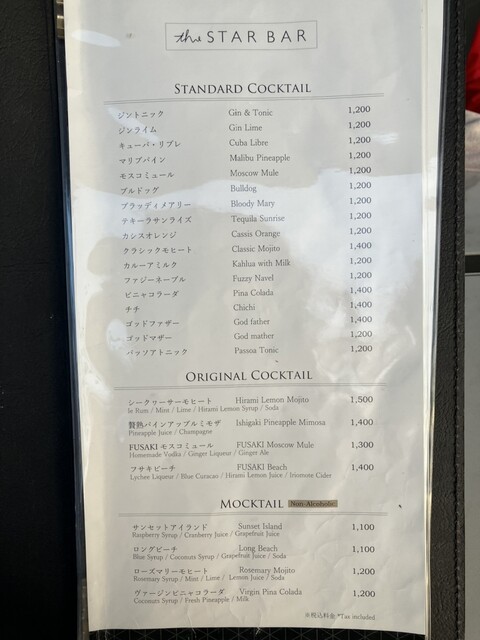 the STAR BAR
STANDARD COCKTAIL
ジントニック Gin & Tonic 1,200
ジンライム Gin Lime 1,200
キューバ・リブレ Cuba Libre 1,200
マリブパイン Malibu Pineapple 1,200
モスコミュール Moscow Mule 1,200
ブルドッグ Bulldog 1,200
ブラッディメアリー Bloody Mary 1,200
テキーラサンライズ Tequila Sunrise 1,200
カシスオレンジ Cassis Orange 1,200
クラシックモヒート Classic Mojito 1,400
カルーアミルク Kahlua with Milk 1,200
ファジーネーブル Fuzzy Navel 1,200
ピニャコラーダ Pina Colada 1,400
チチ Chichi 1,400
ゴッドファザー God father 1,400
ゴッドマザー God mather 1,200
パッソアトニック Passoa Tonic 1,200
ORIGINAL COCKTAIL
シークヮーサーモヒート Hirami Lemon Mojito 1,500
Ie Rum / Mint / Lime / Hirami Lemon Syrup / Soda
贅熟パインアップルミモザ Ishigaki Pineapple Mimosa 1,400
Pineapple Juice / Champagne
FUSAKI モスコミュール FUSAKI Moscow Mule 1,300
Homemade Vodka / Ginger Liqueur / Ginger Ale
フサキビーチ FUSAKI Beach 1,400
Lychee Liqueur / Blue Curacao / Hirami Lemon Juice / Iriomote Cider
MOCKTAIL Non-Alcoholic
サンセットアイランド Sunset Island 1,100
Raspberry Syrup / Cranberry Juice / Grapefruit Juice
ロングビーチ Long Beach 1,100
Blue Syrup / Coconuts Syrup / Grapefruit Juice / Soda
ローズマリーモヒート Rosemary Mojito 1,200
Rosemary Syrup / Mint / Lime / Lemon Juice / Soda
ヴァージンピニャコラーダ Virgin Pina Colada 1,200
Coconuts Syrup / Fresh Pineapple / Milk
※税込料金 *Tax included